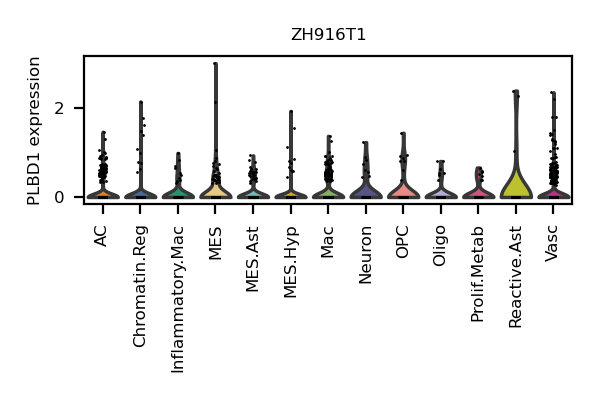 ZH916T1
PLBD1 expression
2
0
AC
Chromatin.Reg
Inflammatory.Mac
MES
MES.Ast
MES.Hyp
Mac
Neuron
OPC
Oligo
Prolif.Metab
Reactive.Ast
Vasc